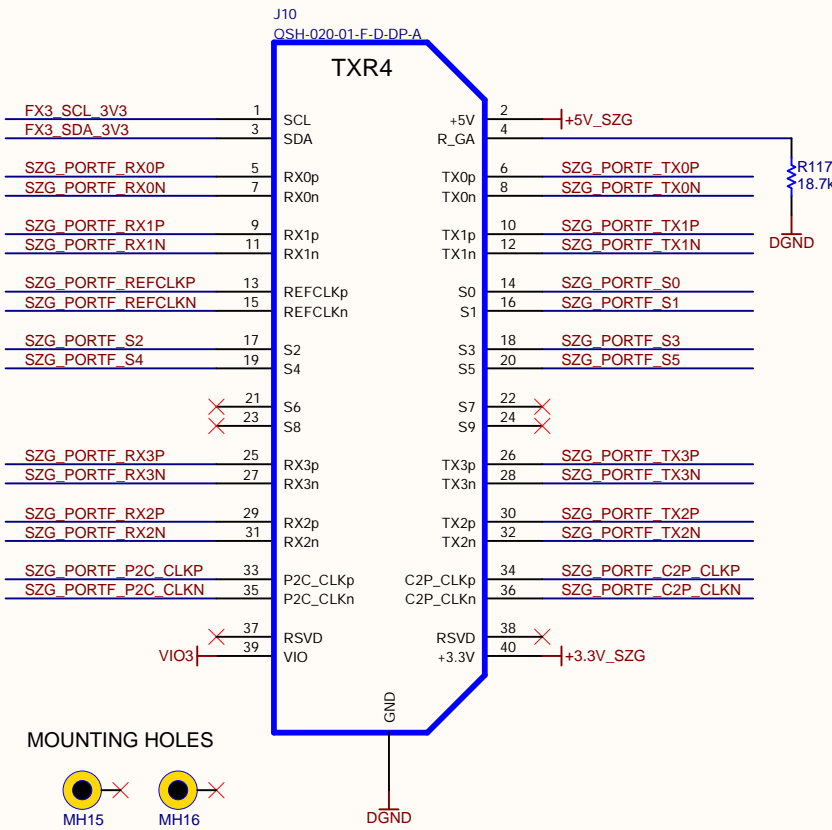 J10
QSH-020-01-F-D-DP-A
TXR4
FX3_SCL_3V3 1 SCL +5V 2 +5V_SZG
FX3_SDA_3V3 3 SDA R_GA 4
R117
18.7k
DGND
SZG_PORTF_RX0P 5 RX0p TX0p 6 SZG_PORTF_TX0P
SZG_PORTF_RX0N 7 RX0n TX0n 8 SZG_PORTF_TX0N
SZG_PORTF_RX1P 9 RX1p TX1p 10 SZG_PORTF_TX1P
SZG_PORTF_RX1N 11 RX1n TX1n 12 SZG_PORTF_TX1N
SZG_PORTF_REFCLKP 13 REFCLKp S0 14 SZG_PORTF_S0
SZG_PORTF_REFCLKN 15 REFCLKn S1 16 SZG_PORTF_S1
SZG_PORTF_S2 17 S2 S3 18 SZG_PORTF_S3
SZG_PORTF_S4 19 S4 S5 20 SZG_PORTF_S5
21 S6 S7 22
23 S8 S9 24
SZG_PORTF_RX3P 25 RX3p TX3p 26 SZG_PORTF_TX3P
SZG_PORTF_RX3N 27 RX3n TX3n 28 SZG_PORTF_TX3N
SZG_PORTF_RX2P 29 RX2p TX2p 30 SZG_PORTF_TX2P
SZG_PORTF_RX2N 31 RX2n TX2n 32 SZG_PORTF_TX2N
SZG_PORTF_P2C_CLKP 33 P2C_CLKp C2P_CLKp 34 SZG_PORTF_C2P_CLKP
SZG_PORTF_P2C_CLKN 35 P2C_CLKn C2P_CLKn 36 SZG_PORTF_C2P_CLKN
37 RSVD RSVD 38
VIO3 39 VIO +3.3V 40 +3.3V_SZG
GND
DGND
MOUNTING HOLES
MH15 MH16